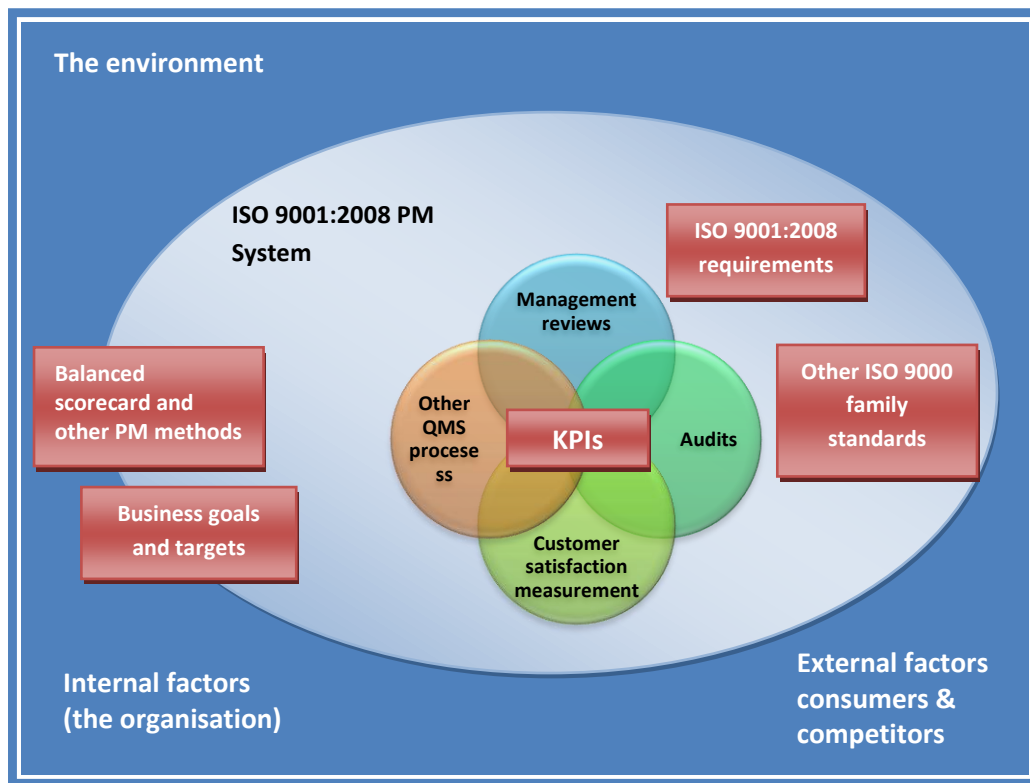 The environment
ISO 9001:2008 PM
System
ISO 9001:2008
requirements
Management
reviews
Balanced
scorecard and
other PM methods
Other ISO 9000
family
standards
Other
QMS
procese
ss
KPIs
Audits
Business goals
and targets
Customer
satisfaction
measurement
Internal factors
(the organisation)
External factors
consumers &
competitors